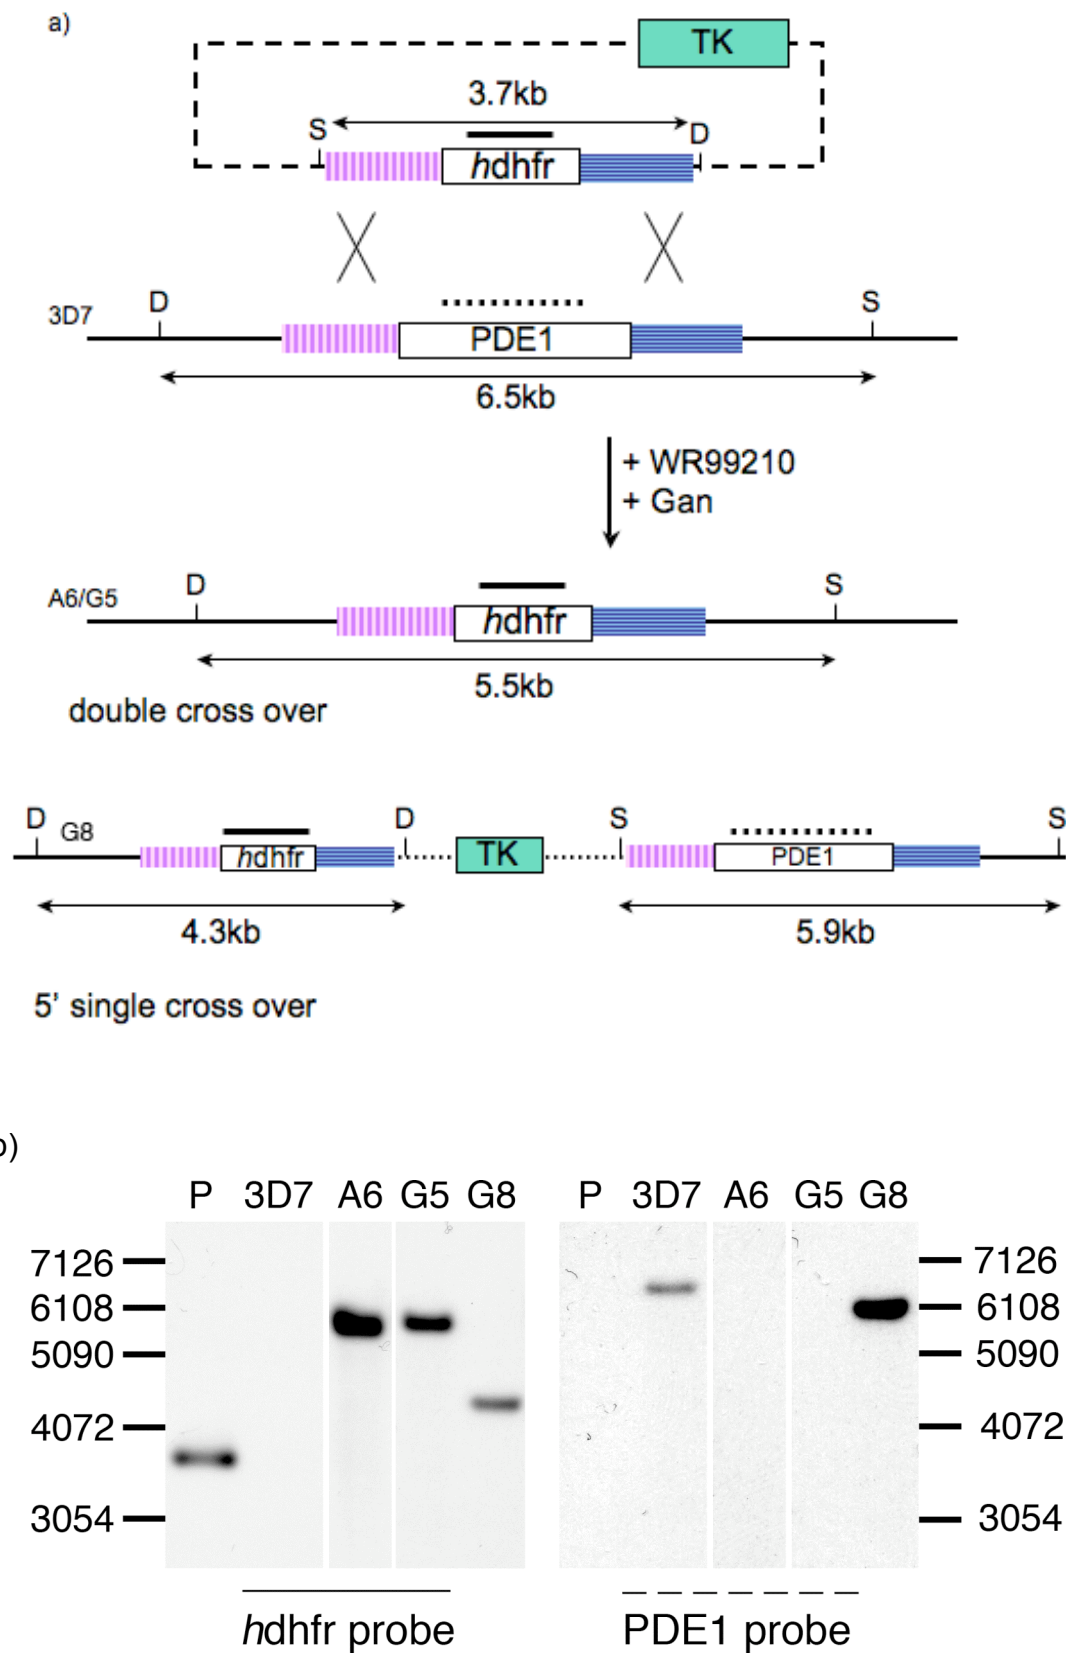 a)
TK
3.7kb
S D
hdhfr
3D7 D S
PDE1
6.5kb
+ WR99210
+ Gan
A6/G5 D S
hdhfr
5.5kb
double cross over
D G8 D S S
hdhfr TK PDE1
4.3kb 5.9kb
5' single cross over
b)
P 3D7 A6 G5 G8 P 3D7 A6 G5 G8
7126 7126
6108 6108
5090 5090
4072 4072
3054 3054
hdhfr probe PDE1 probe